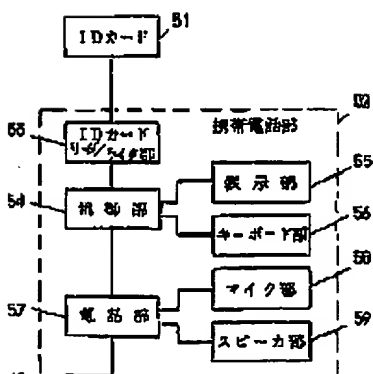 IDカード
51
52
53
IDカード
リーダ/ライタ部
携帯電話部
55
54
表示部
制御部
56
キーボード部
58
57
マイク部
電話部
59
スピーカ部